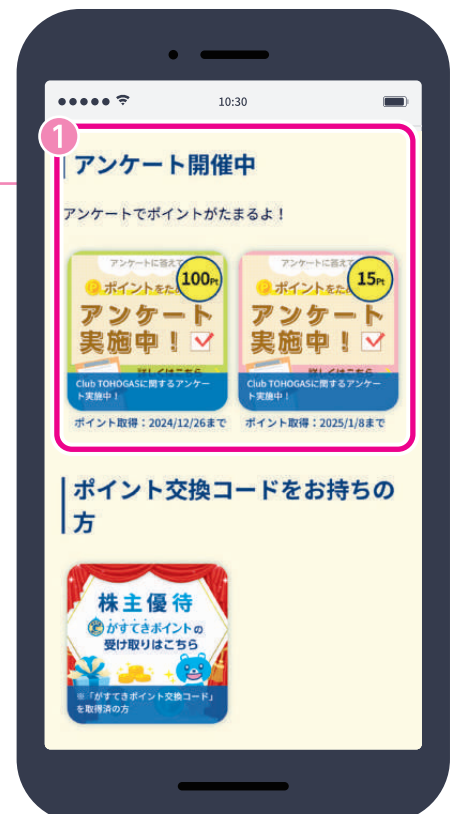 10:30
1
アンケート開催中
アンケートでポイントがたまるよ！
アンケートに答えて
100Pt
ポイントをた
アンケート
実施中！
詳しくはこちら
Club TOHOGASに関するアンケー
ト実施中！
ポイント取得：2024/12/26まで
アンケートに答えて
15Pt
ポイントをた
アンケート
実施中！
詳しくはこちら
Club TOHOGASに関するアンケー
ト実施中！
ポイント取得：2025/1/8まで
ポイント交換コードをお持ちの
方
株主優待
がすてきポイントの
受け取りはこちら
※「がすてきポイント交換コード」
を取得済の方